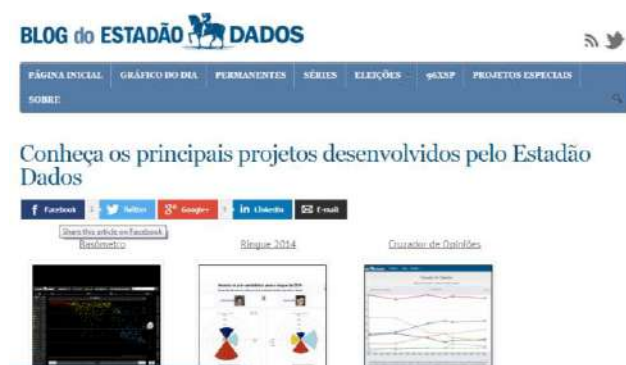 BLOG do ESTADÃO DADOS
PÁGINA INICIAL GRÁFICO DO DIA PERMANENTES SÉRIES ELEIÇÕES 96XSP PROJETOS ESPECIAIS
SOBRE
Conheça os principais projetos desenvolvidos pelo Estadão
Dados
Facebook Twitter Google+ LinkedIn E-mail
Share this article on Facebook
Basômetro Ringue 2014 Cruzador de Opiniões